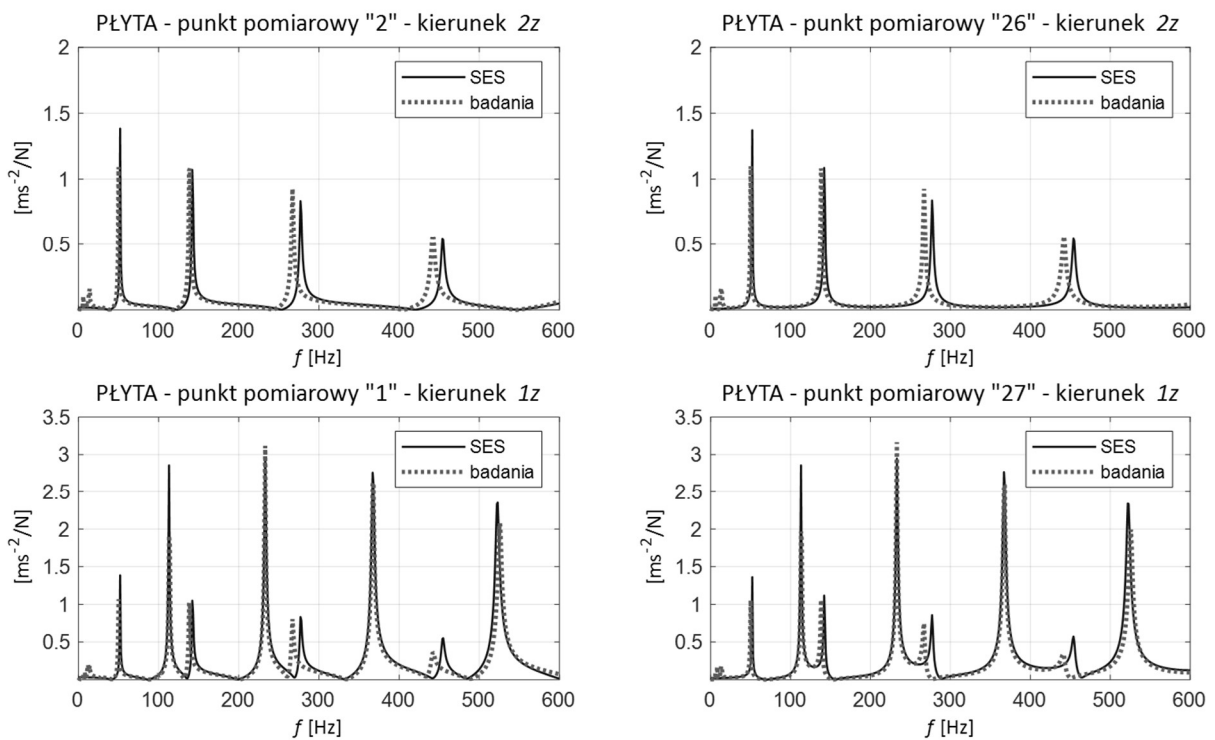 PŁYTA - punkt pomiarowy "2" - kierunek 2z
2
1.5
1
0.5
[ms-2/N]
SES
badania
0 100 200 300 400 500 600
f [Hz]
PŁYTA - punkt pomiarowy "26" - kierunek 2z
2
1.5
1
0.5
[ms-2/N]
SES
badania
0 100 200 300 400 500 600
f [Hz]
PŁYTA - punkt pomiarowy "1" - kierunek 1z
3.5
3
2.5
2
1.5
1
0.5
[ms-2/N]
SES
badania
0 100 200 300 400 500 600
f [Hz]
PŁYTA - punkt pomiarowy "27" - kierunek 1z
3.5
3
2.5
2
1.5
1
0.5
[ms-2/N]
SES
badania
0 100 200 300 400 500 600
f [Hz]